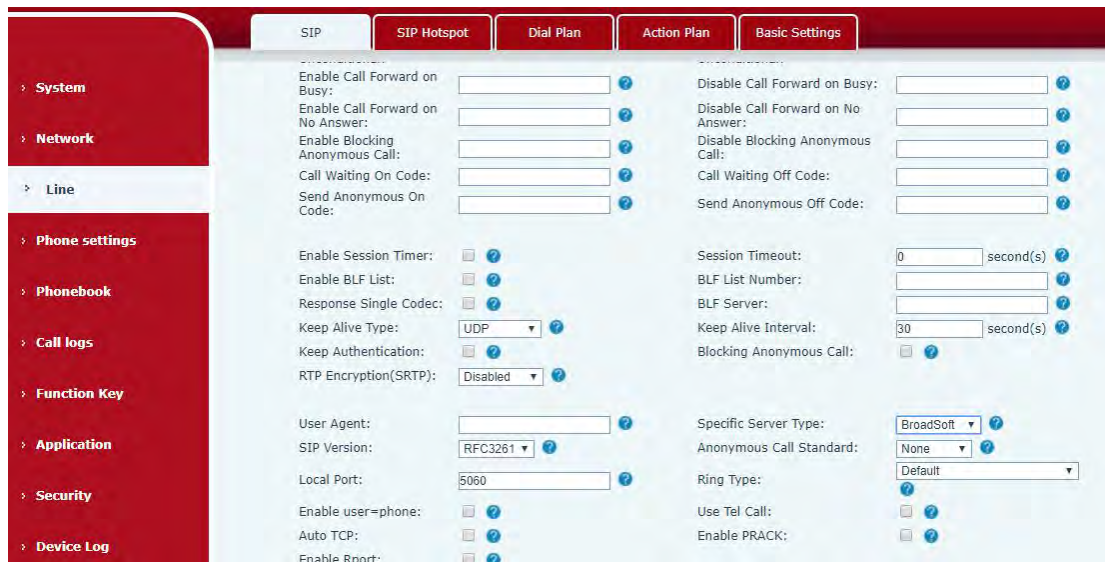 SIP
SIP Hotspot
Dial Plan
Action Plan
Basic Settings
› System
› Network
› Line
› Phone settings
› Phonebook
› Call logs
› Function Key
› Application
› Security
› Device Log
Enable Call Forward on
Busy:
Disable Call Forward on Busy:
Enable Call Forward on
No Answer:
Disable Call Forward on No
Answer:
Enable Blocking
Anonymous Call:
Disable Blocking Anonymous
Call:
Call Waiting On Code:
Call Waiting Off Code:
Send Anonymous On
Code:
Send Anonymous Off Code:
Enable Session Timer:
Session Timeout: 0 second(s)
Enable BLF List:
BLF List Number:
Response Single Codec:
BLF Server:
Keep Alive Type: UDP
Keep Alive Interval: 30 second(s)
Keep Authentication:
Blocking Anonymous Call:
RTP Encryption(SRTP): Disabled
User Agent:
Specific Server Type: BroadSoft
SIP Version: RFC3261
Anonymous Call Standard: None
Local Port: 5060
Ring Type: Default
Enable user=phone:
Use Tel Call:
Auto TCP:
Enable PRACK:
Enable Rport: